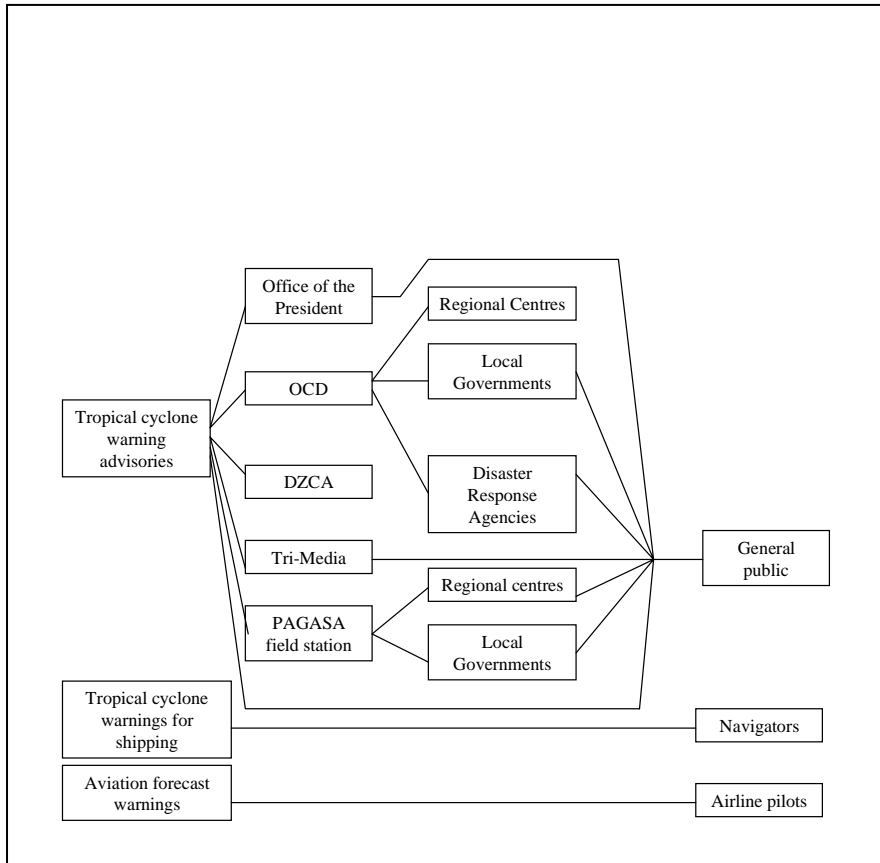 Office of the
President
Regional Centres
Local
Governments
OCD
Tropical cyclone
warning
advisories
Disaster
Response
Agencies
DZCA
Tri-Media
General
public
Regional centres
PAGASA
field station
Local
Governments
Tropical cyclone
warnings for
shipping
Navigators
Aviation forecast
warnings
Airline pilots